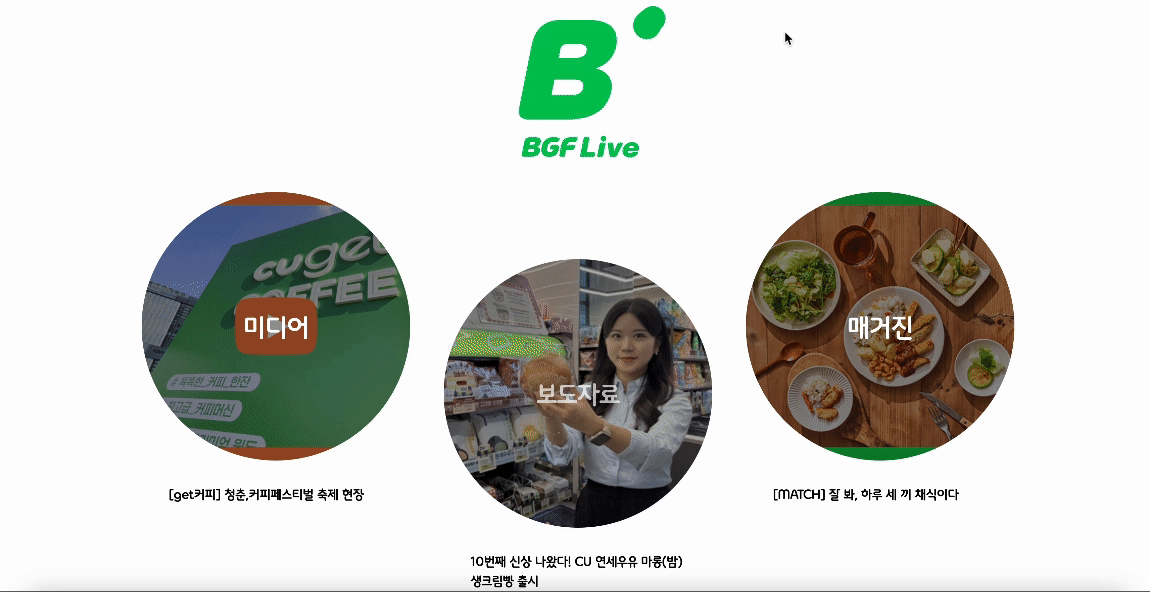 B
BGF Live
cu get
COFFEE
미디어
# 똑똑한_커피_한잔
최고급_커피머신
보도자료
매거진
[get커피] 청춘,커피페스티벌 축제 현장
[MATCH] 잘 봐, 하루 세 끼 채식이다
10번째 신상 나왔다! CU 연세우유 마롱(밤)
생크림빵 출시